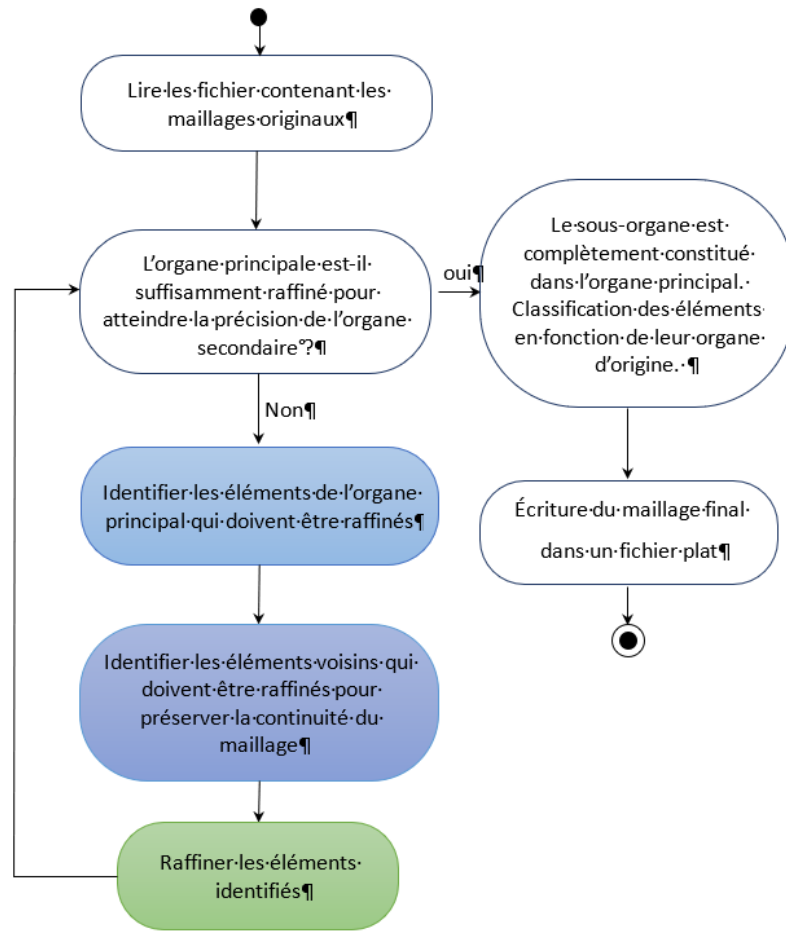 Lire·les·fichier·contenant·les·
maillages·originaux¶
L’organe·principale·est-il·
suffisamment·raffiné·pour·
atteindre·la·précision·de·l’organe·
secondaire°?¶
oui¶
Non¶
Le·sous-organe·est·
complètement·constitué·
dans·l’organe·principal.·
Classification·des·éléments·
en·fonction·de·leur·organe·
d’origine.·¶
Identifier·les·éléments·de·l’organe·
principal·qui·doivent·être·raffinés¶
Écriture·du·maillage·final·
dans·un·fichier·plat¶
Identifier·les·éléments·voisins·qui·
doivent·être·raffinés·pour·
préserver·la·continuité·du·
maillage¶
Raffiner·les·éléments·
identifiés¶